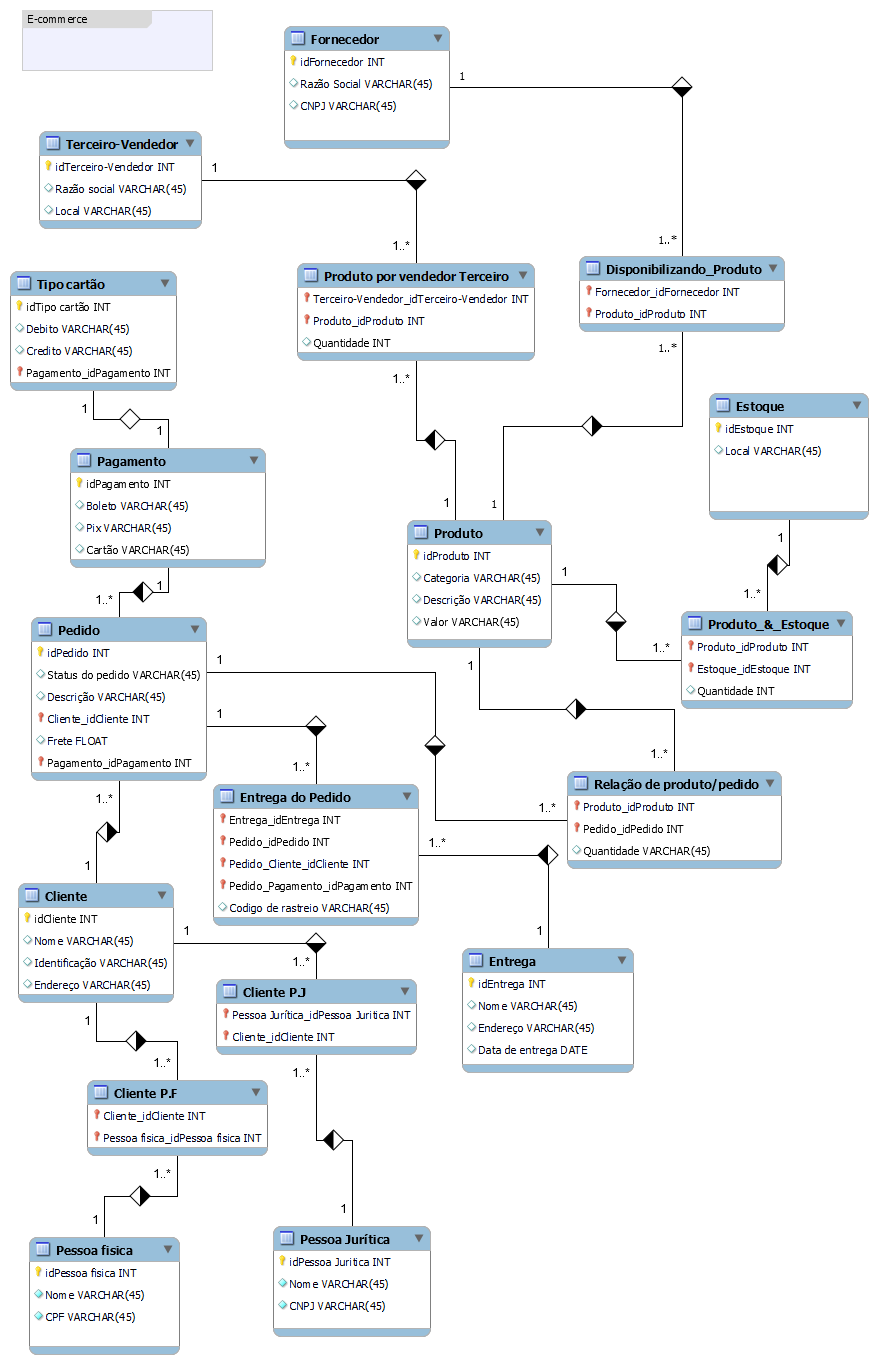 E-commerce
Fornecedor
idFornecedor INT
Razão Social VARCHAR(45)
CNPJ VARCHAR(45)
1
1..*
Terceiro-Vendedor
idTerceiro-Vendedor INT
Razão social VARCHAR(45)
Local VARCHAR(45)
1
1..*
Produto por vendedor Terceiro
Terceiro-Vendedor_idTerceiro-Vendedor INT
Produto_idProduto INT
Quantidade INT
1..*
1
Disponibilizando_Produto
Fornecedor_idFornecedor INT
Produto_idProduto INT
1..*
1
Tipo cartão
idTipo cartão INT
Debito VARCHAR(45)
Credito VARCHAR(45)
Pagamento_idPagamento INT
1
1
Estoque
idEstoque INT
Local VARCHAR(45)
1
1..*
Pagamento
idPagamento INT
Boleto VARCHAR(45)
Pix VARCHAR(45)
Cartão VARCHAR(45)
1
1..*
Produto
idProduto INT
Categoria VARCHAR(45)
Descrição VARCHAR(45)
Valor VARCHAR(45)
1
1..*
1
1..*
Produto_&_Estoque
Produto_idProduto INT
Estoque_idEstoque INT
Quantidade INT
Pedido
idPedido INT
Status do pedido VARCHAR(45)
Descrição VARCHAR(45)
Cliente_idCliente INT
Frete FLOAT
Pagamento_idPagamento INT
1
1..*
1
1..*
1..*
1
Relação de produto/pedido
Produto_idProduto INT
Pedido_idPedido INT
Quantidade VARCHAR(45)
Entrega do Pedido
Entrega_idEntrega INT
Pedido_idPedido INT
Pedido_Cliente_idCliente INT
Pedido_Pagamento_idPagamento INT
Codigo de rastreio VARCHAR(45)
1..*
1
Cliente
idCliente INT
Nome VARCHAR(45)
Identificação VARCHAR(45)
Endereço VARCHAR(45)
1
1..*
1
1..*
Entrega
idEntrega INT
Nome VARCHAR(45)
Endereço VARCHAR(45)
Data de entrega DATE
Cliente P.J
Pessoa Jurítica_idPessoa Juritica INT
Cliente_idCliente INT
1..*
1
Cliente P.F
Cliente_idCliente INT
Pessoa fisica_idPessoa fisica INT
1..*
1
Pessoa fisica
idPessoa fisica INT
Nome VARCHAR(45)
CPF VARCHAR(45)
Pessoa Jurítica
idPessoa Juritica INT
Nome VARCHAR(45)
CNPJ VARCHAR(45)